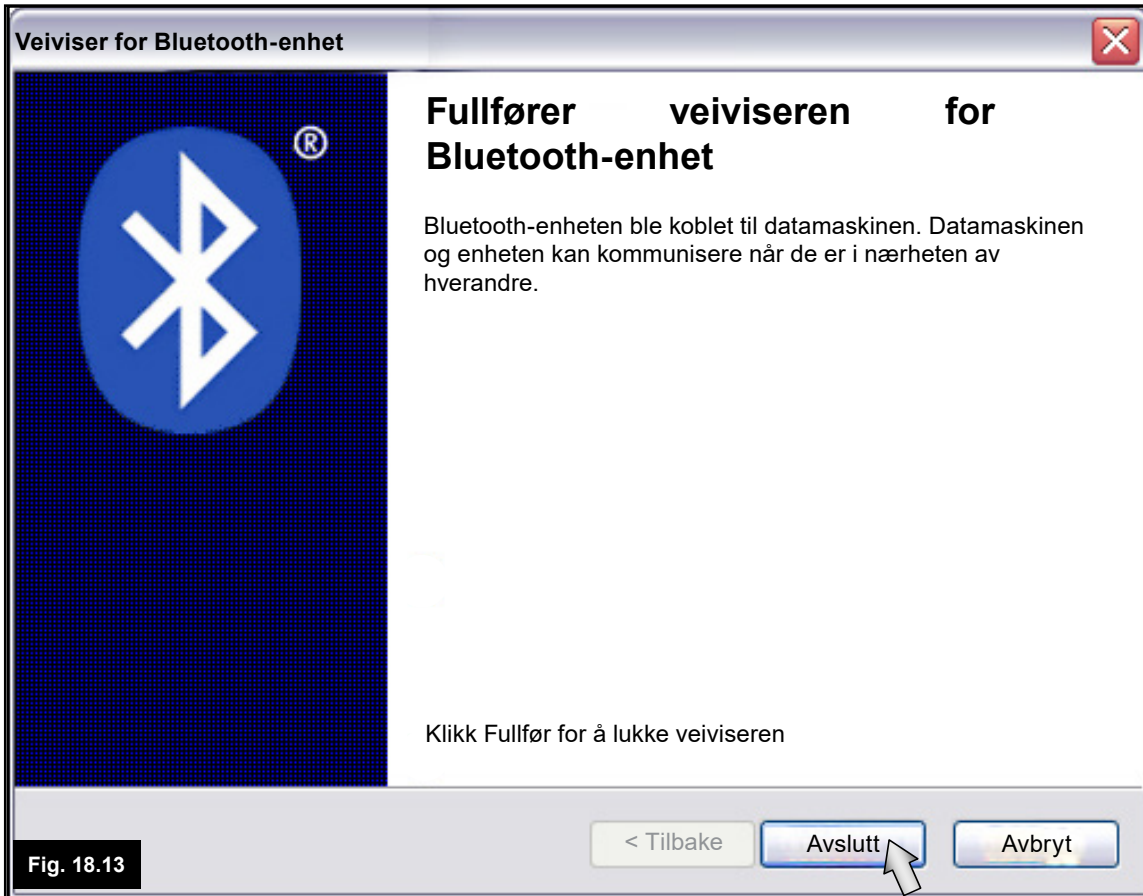 Veiviser for Bluetooth-enhet
®
Fullfører veiviseren for
Bluetooth-enhet
Bluetooth-enheten ble koblet til datamaskinen. Datamaskinen
og enheten kan kommunisere når de er i nærheten av
hverandre.
Klikk Fullfør for å lukke veiviseren
< Tilbake
Avslutt
Avbryt
Fig. 18.13